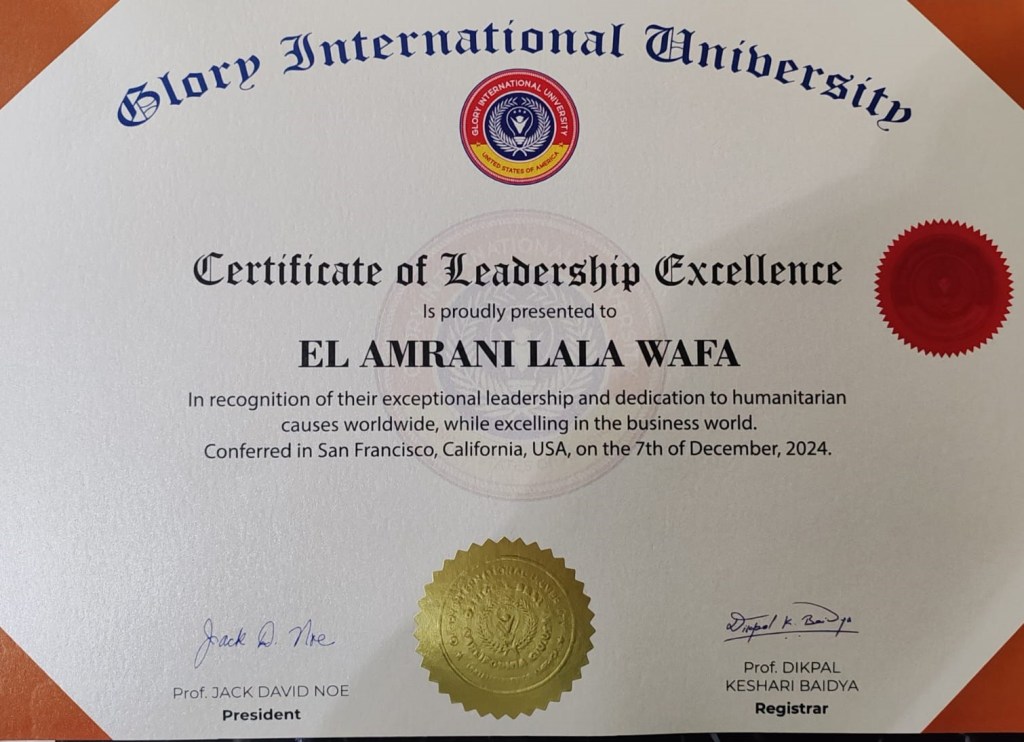 Glory International University
GLORY INTERNATIONAL UNIVERSITY
UNITED STATES OF AMERICA
Certificate of Leadership Excellence
Is proudly presented to
EL AMRANI LALA WAFA
In recognition of their exceptional leadership and dedication to humanitarian
causes worldwide, while excelling in the business world.
Conferred in San Francisco, California, USA, on the 7th of December, 2024.
Jack D. Noe
Prof. JACK DAVID NOE
President
Dikpal K. Baidya
Prof. DIKPAL
KESHARI BAIDYA
Registrar